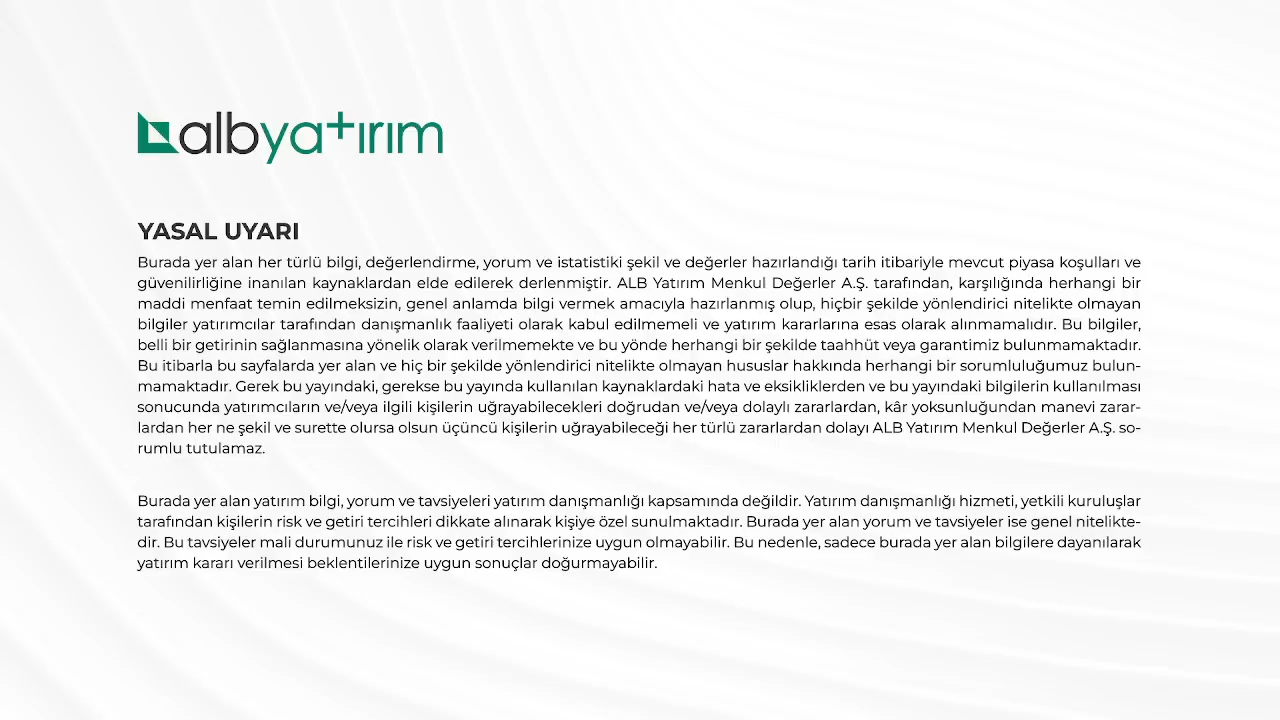 albyatırım
YASAL UYARI
Burada yer alan her türlü bilgi, değerlendirme, yorum ve istatistiki şekil ve değerler hazırlandığı tarih itibariyle mevcut piyasa koşulları ve
güvenilirliğine inanılan kaynaklardan elde edilerek derlenmiştir. ALB Yatırım Menkul Değerler A.Ş. tarafından, karşılığında herhangi bir
maddi menfaat temin edilmeksizin, genel anlamda bilgi vermek amacıyla hazırlanmış olup, hiçbir şekilde yönlendirici nitelikte olmayan
bilgiler yatırımcılar tarafından danışmanlık faaliyeti olarak kabul edilmemeli ve yatırım kararlarına esas olarak alınmamalıdır. Bu bilgiler,
belli bir getirinin sağlanmasına yönelik olarak verilmemekte ve bu yönde herhangi bir şekilde taahhüt veya garantimiz bulunmamaktadır.
Bu itibarla bu sayfalarda yer alan ve hiç bir şekilde yönlendirici nitelikte olmayan hususlar hakkında herhangi bir sorumluluğumuz bulun-
mamaktadır. Gerek bu yayındaki, gerekse bu yayında kullanılan kaynaklardaki hata ve eksikliklerden ve bu yayındaki bilgilerin kullanılması
sonucunda yatırımcıların ve/veya ilgili kişilerin uğrayabilecekleri doğrudan ve/veya dolaylı zararlardan, kâr yoksunluğundan manevi zarar-
lardan her ne şekil ve surette olursa olsun üçüncü kişilerin uğrayabileceği her türlü zararlardan dolayı ALB Yatırım Menkul Değerler A.Ş. so-
rumlu tutulamaz.
Burada yer alan yatırım bilgi, yorum ve tavsiyeleri yatırım danışmanlığı kapsamında değildir. Yatırım danışmanlığı hizmeti, yetkili kuruluşlar
tarafından kişilerin risk ve getiri tercihleri dikkate alınarak kişiye özel sunulmaktadır. Burada yer alan yorum ve tavsiyeler ise genel nitelikte-
dir. Bu tavsiyeler mali durumunuz ile risk ve getiri tercihlerinize uygun olmayabilir. Bu nedenle, sadece burada yer alan bilgilere dayanılarak
yatırım kararı verilmesi beklentilerinize uygun sonuçlar doğurmayabilir.